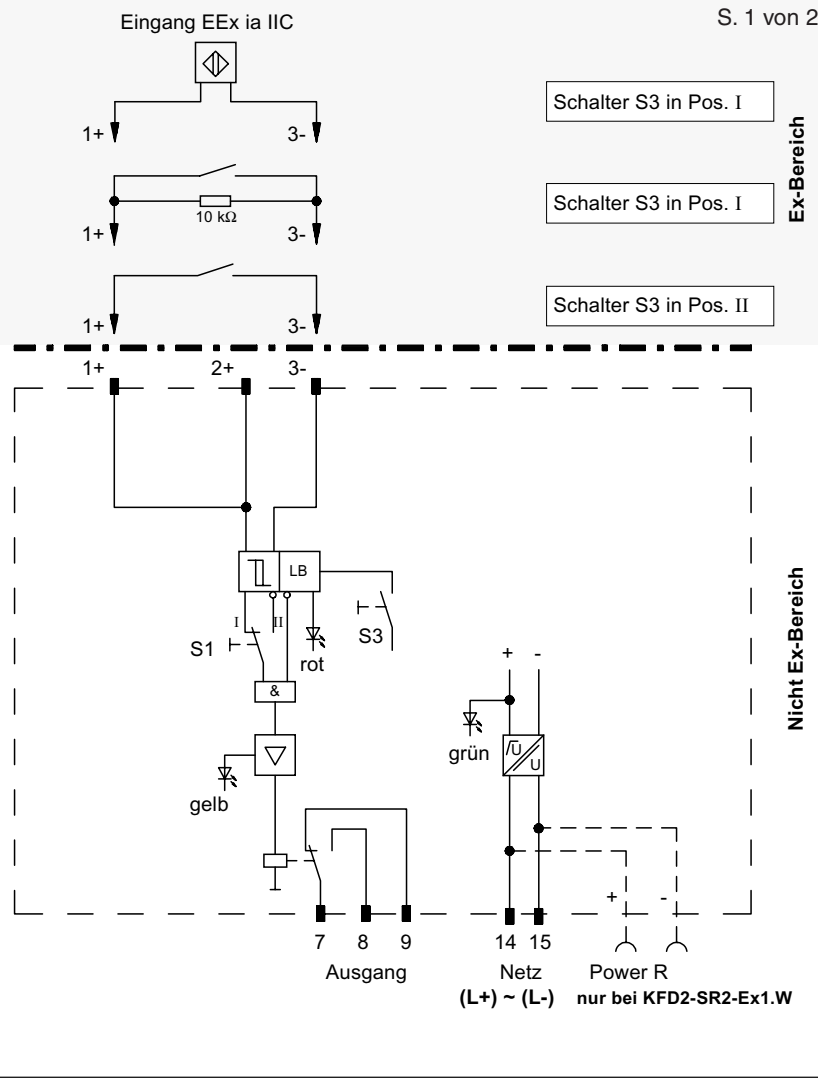 S. 1 von 2
Eingang EEx ia IIC
1+ 3-
Schalter S3 in Pos. I
10 kΩ
1+ 3-
Schalter S3 in Pos. I
1+ 3-
Schalter S3 in Pos. II
Ex-Bereich
1+ 2+ 3-
LB
I II
S1
rot
S3
&
gelb
+ -
grün
U
U
Nicht Ex-Bereich
+ -
7 8 9
14 15
Ausgang
Netz
Power R
(L+) ~ (L-)
nur bei KFD2-SR2-Ex1.W